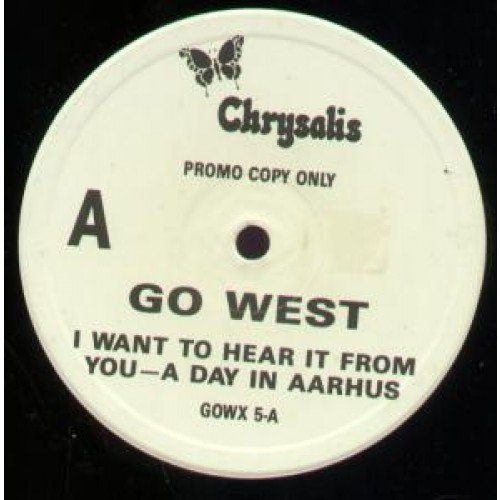 Chrysalis
PROMO COPY ONLY
A
GO WEST
I WANT TO HEAR IT FROM
YOU—A DAY IN AARHUS
GOWX 5-A